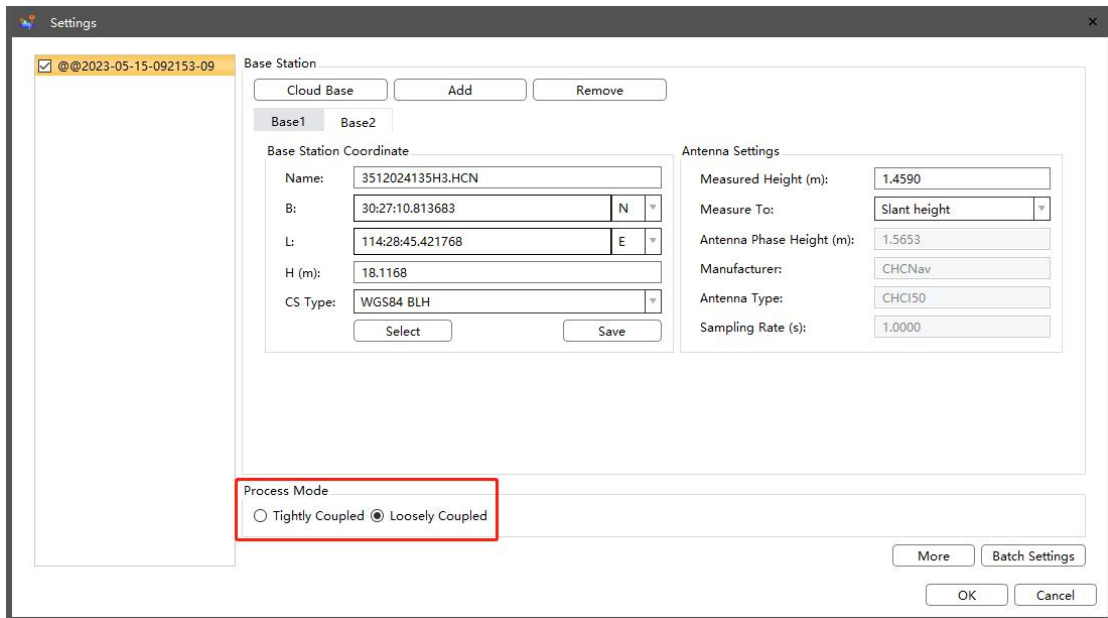 Settings
@@2023-05-15-092153-09
Base Station
Cloud Base Add Remove
Base1 Base2
Base Station Coordinate
Name: 3512024135H3.HCN
B: 30:27:10.813683 N
L: 114:28:45.421768 E
H (m): 18.1168
CS Type: WGS84 BLH
Select Save
Antenna Settings
Measured Height (m): 1.4590
Measure To: Slant height
Antenna Phase Height (m): 1.5653
Manufacturer: CHCNav
Antenna Type: CHCI50
Sampling Rate (s): 1.0000
Process Mode
Tightly Coupled Loosely Coupled
More Batch Settings
OK Cancel